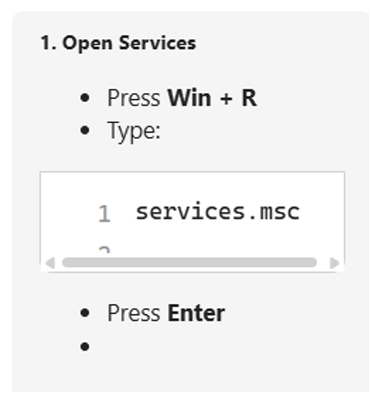 1. Open Services
• Press Win + R
• Type:
1 services.msc
• Press Enter
•